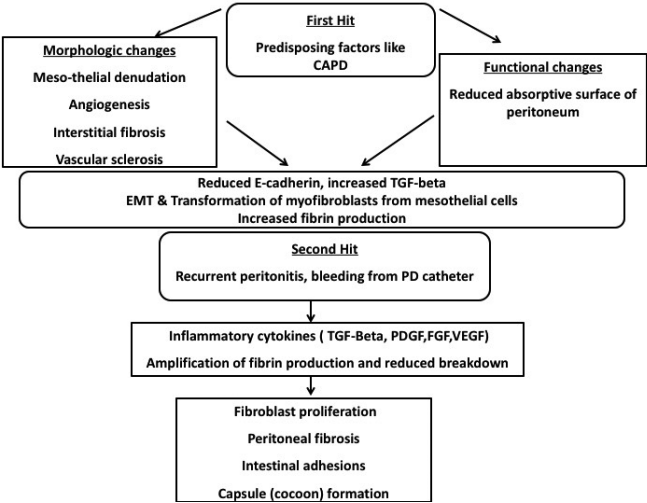 First Hit
Predisposing factors like
CAPD
Morphologic changes
Meso-thelial denudation
Angiogenesis
Interstitial fibrosis
Vascular sclerosis
Functional changes
Reduced absorptive surface of
peritoneum
Reduced E-cadherin, increased TGF-beta
EMT & Transformation of myofibroblasts from mesothelial cells
Increased fibrin production
Second Hit
Recurrent peritonitis, bleeding from PD catheter
Inflammatory cytokines ( TGF-Beta, PDGF,FGF,VEGF)
Amplification of fibrin production and reduced breakdown
Fibroblast proliferation
Peritoneal fibrosis
Intestinal adhesions
Capsule (cocoon) formation